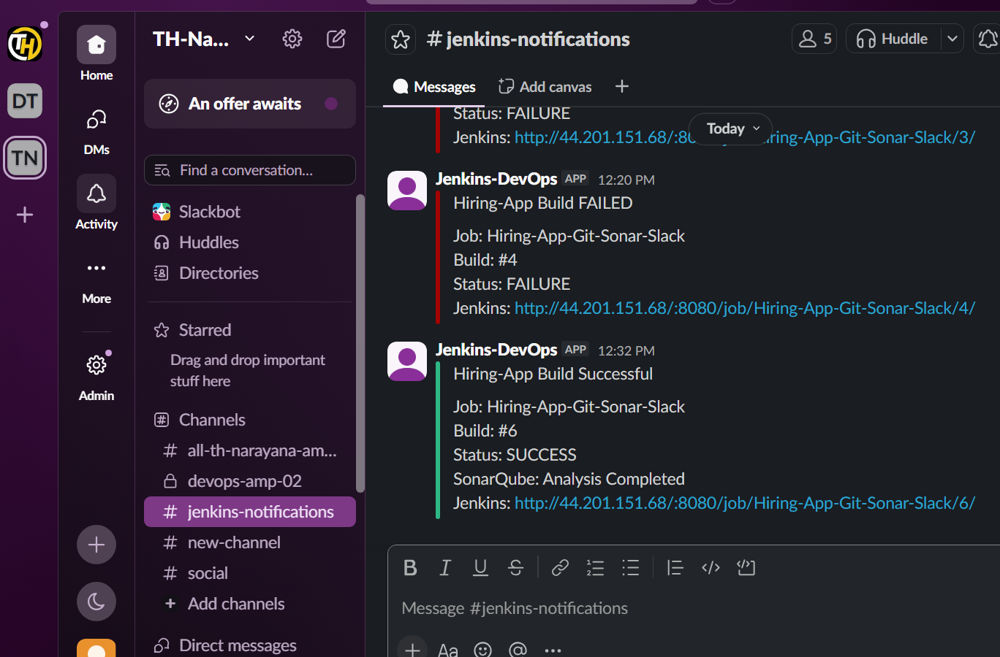 TH
DT
TN
Home
DMs
Activity
More
Admin
TH-Na...
An offer awaits
Find a conversation...
Slackbot
Huddles
Directories
Starred
Drag and drop important
stuff here
Channels
# all-th-narayana-am...
devops-amp-02
# jenkins-notifications
# new-channel
# social
+ Add channels
Direct messages
# jenkins-notifications
5
Huddle
Messages
Add canvas
Status: FAILURE
Today
Jenkins: http://44.201.151.68/:80 iring-App-Git-Sonar-Slack/3/
Jenkins-DevOps APP 12:20 PM
Hiring-App Build FAILED
Job: Hiring-App-Git-Sonar-Slack
Build: #4
Status: FAILURE
Jenkins: http://44.201.151.68/:8080/job/Hiring-App-Git-Sonar-Slack/4/
Jenkins-DevOps APP 12:32 PM
Hiring-App Build Successful
Job: Hiring-App-Git-Sonar-Slack
Build: #6
Status: SUCCESS
SonarQube: Analysis Completed
Jenkins: http://44.201.151.68/:8080/job/Hiring-App-Git-Sonar-Slack/6/
B I U S
Message #jenkins-notifications
+ Aa @ ...